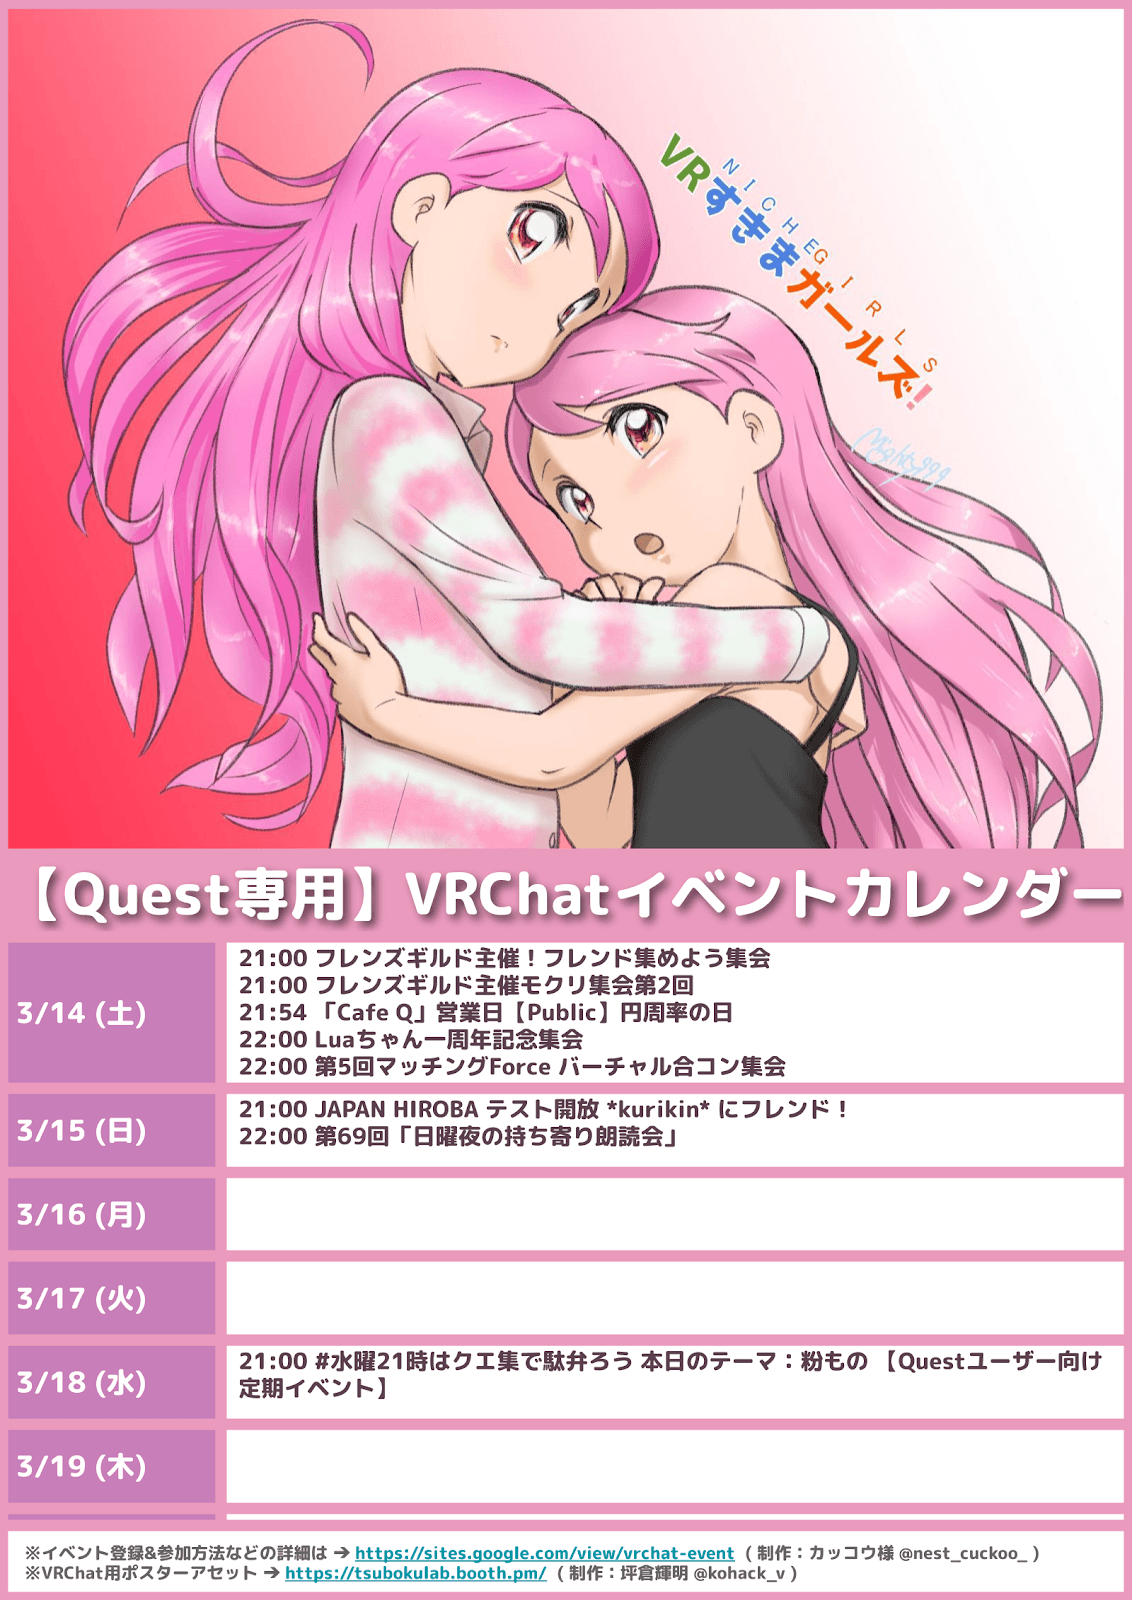 NICHE GIRLS
VRすきまガールズ!
Mighty999
【Quest専用】VRChatイベントカレンダー
3/14 (土)
21:00 フレンズギルド主催！フレンド集めよう集会
21:00 フレンズギルド主催モクリ集会第2回
21:54 「Cafe Q」営業日【Public】円周率の日
22:00 Luaちゃん一周年記念集会
22:00 第5回マッチングForce バーチャル合コン集会
3/15 (日)
21:00 JAPAN HIROBA テスト開放 *kurikin* にフレンド！
22:00 第69回「日曜夜の持ち寄り朗読会」
3/16 (月)
3/17 (火)
3/18 (水)
21:00 #水曜21時はクエ集で駄弁ろう 本日のテーマ：粉もの 【Questユーザー向け
定期イベント】
3/19 (木)
※イベント登録&参加方法などの詳細は → https://sites.google.com/view/vrchat-event ( 制作：カッコウ様 @nest_cuckoo_ )
※VRChat用ポスターアセット → https://tsubokulab.booth.pm/ ( 制作：坪倉輝明 @kohack_v )